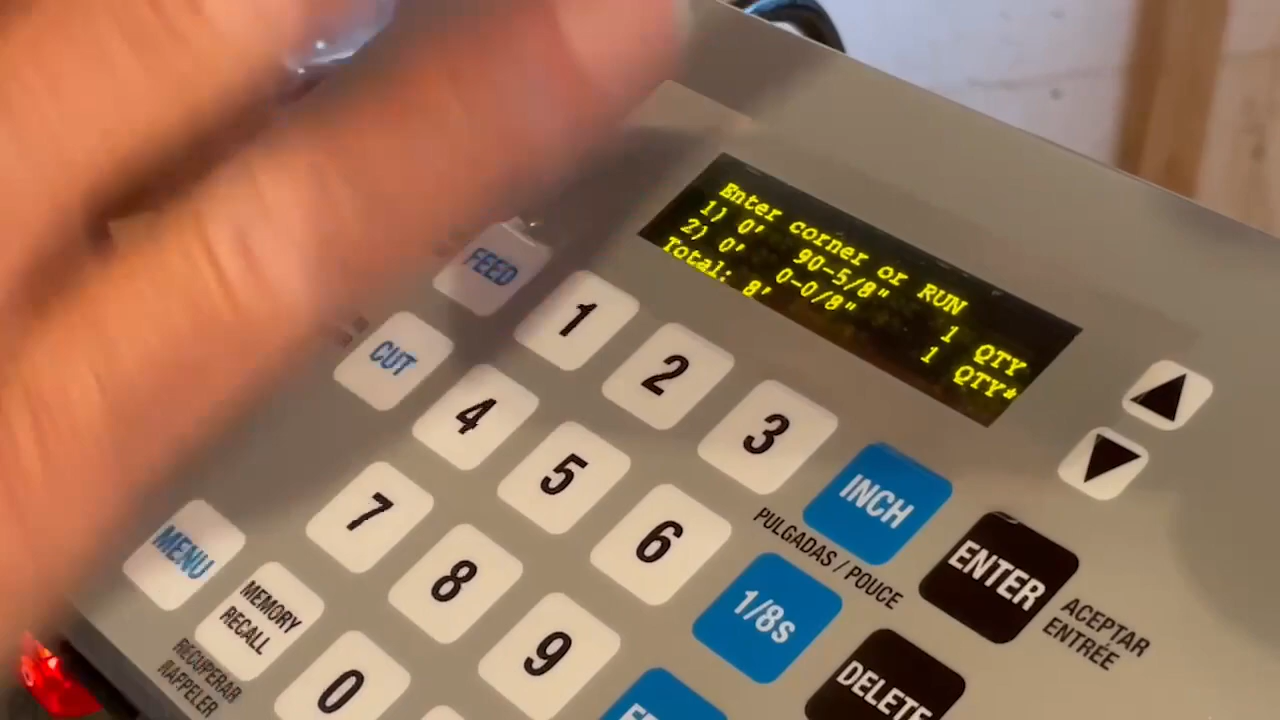 Enter corner or RUN
1) 0' 90-5/8" 1 QTY
2) 0' 0-0/8" 1 QTY*
Total: 8'
FEED
1
2
3
INCH
PULGADAS / POUCE
CUT
4
5
6
1/8s
ENTER
ACEPTAR
ENTRÉE
MENU
7
8
9
DELETE
MEMORY
RECALL
RECUPERAR
RAPPELER
0